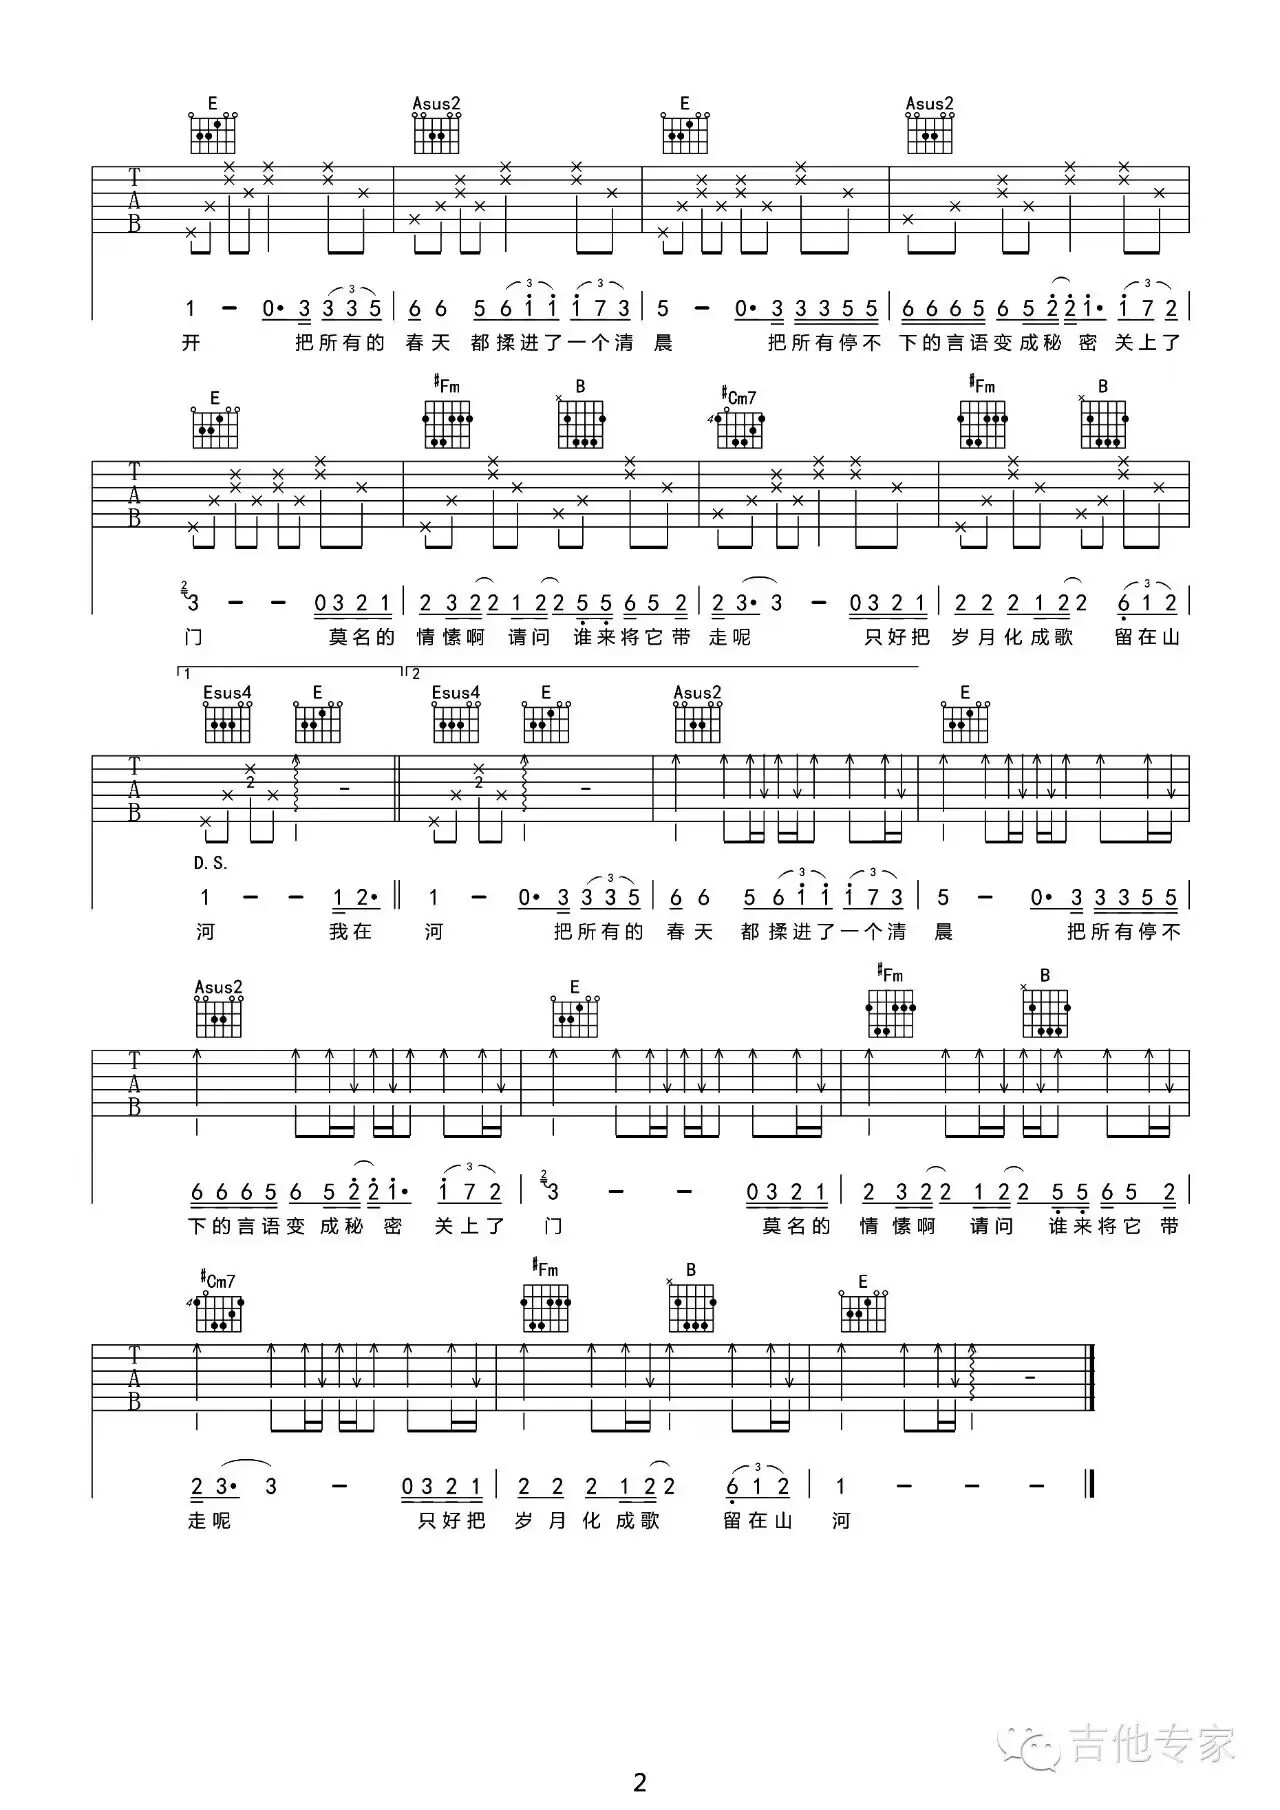 E Asus2 E Asus2
T A B
1 - 0· 3 3 3 5 6 6 5 6 1 1 1 7 3 5 - 0· 3 3 3 5 5 6 6 6 5 6 5 2 2 1· 1 7 2
开 把所有的 春天 都揉进了一个清 晨 把所有停不 下的言语变成秘密 关上了
E #Fm B #Cm7 #Fm B
T A B
2 3 - - 0 3 2 1 2 3 2 2 1 2 2 5 5 6 5 2 2 3· 3 - 0 3 2 1 2 2 2 1 2 2 6 1 2
门 莫名的 情愫啊 请问 谁来将它带 走呢 只好把 岁月化成歌 留在山
1 2
Esus4 E Esus4 E Asus2 E
T A B 2 - 2 -
D.S.
1 - - 1 2· 1 - 0· 3 3 3 5 6 6 5 6 1 1 1 7 3 5 - 0· 3 3 3 5 5
河 我在 河 把所有的 春天 都揉进了一个清 晨 把所有停不
Asus2 E #Fm B
T A B
6 6 6 5 6 5 2 2 1· 1 7 2 2 3 - - 0 3 2 1 2 3 2 2 1 2 2 5 5 6 5 2
下的言语变 成秘 密 关上了 门 莫名的 情愫啊 请问 谁来将它 带
#Cm7 #Fm B E
T A B -
2 3· 3 - 0 3 2 1 2 2 2 1 2 2 6 1 2 1 - - -
走呢 只好把 岁月化 成歌 留在山 河
吉他专家
2